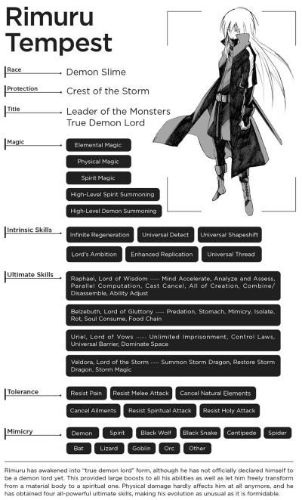 Rimuru
Tempest
Race
Demon Slime
Protection
Crest of the Storm
Title
Leader of the Monsters
True Demon Lord
Magic
Elemental Magic
Physical Magic
Spirit Magic
High-Level Spirit Summoning
High-Level Demon Summoning
Intrinsic Skills
Infinite Regeneration
Universal Detect
Universal Shapeshift
Lord's Ambition
Enhanced Replication
Universal Thread
Ultimate Skills
Raphael, Lord of Wisdom ---- Mind Accelerate, Analyze and Assess,
Parallel Computation, Cast Cancel, All of Creation, Combine/
Disassemble, Ability Adjust
Belzebuth, Lord of Gluttony ---- Predation, Stomach, Mimicry, Isolate,
Rot, Soul Consume, Food Chain
Uriel, Lord of Vows ---- Unlimited Imprisonment, Control Laws,
Universal Barrier, Dominate Space
Veldora, Lord of the Storm ---- Summon Storm Dragon, Restore Storm
Dragon, Storm Magic
Tolerance
Resist Pain
Resist Melee Attack
Cancel Natural Elements
Cancel Ailments
Resist Spiritual Attack
Resist Holy Attack
Mimicry
Demon
Spirit
Black Wolf
Black Snake
Centipede
Spider
Bat
Lizard
Goblin
Orc
Other
Rimuru has awakened into "true demon lord" form, although he has not officially declared himself to
be a demon lord yet. This provided large boosts to all his abilities as well as let him freely transform
from a material body to a spiritual one. Physical damage hardly affects him at all anymore, and he
has obtained four all-powerful ultimate skills, making his evolution as unusual as it is formidable.